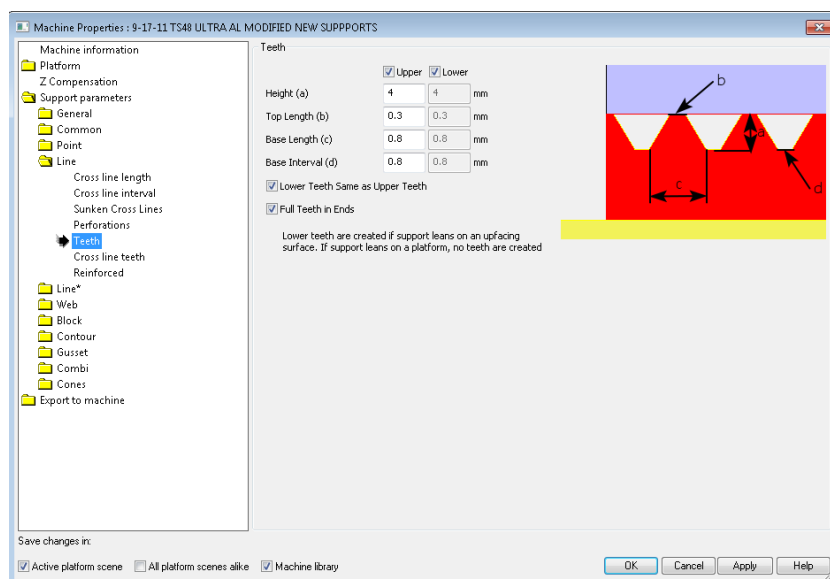 Machine Properties : 9-17-11 TS48 ULTRA AL MODIFIED NEW SUPPPORTS
Machine information
Platform
Z Compensation
Support parameters
General
Common
Point
Line
Cross line length
Cross line interval
Sunken Cross Lines
Perforations
Teeth
Cross line teeth
Reinforced
Line*
Web
Block
Contour
Gusset
Combi
Cones
Export to machine
Teeth
Upper Lower
Height (a) 4 4 mm
Top Length (b) 0.3 0.3 mm
Base Length (c) 0.8 0.8 mm
Base Interval (d) 0.8 0.8 mm
Lower Teeth Same as Upper Teeth
Full Teeth in Ends
Lower teeth are created if support leans on an upfacing
surface. If support leans on a platform, no teeth are created
b
a
c
d
Save changes in:
Active platform scene All platform scenes alike Machine library
OK Cancel Apply Help